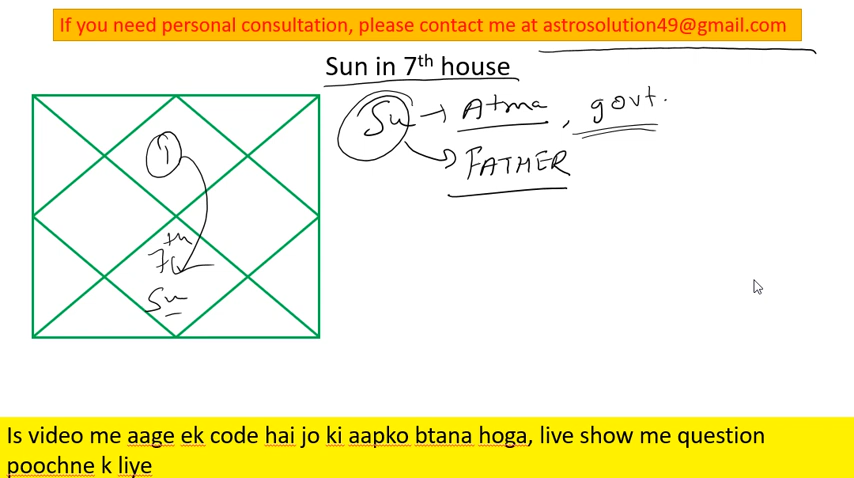 If you need personal consultation, please contact me at astrosolution49@gmail.com
Sun in 7th house
Su → Atma, govt.
FATHER
1
7th
Su
Is video me aage ek code hai jo ki aapko btana hoga, live show me question
poochne k liye